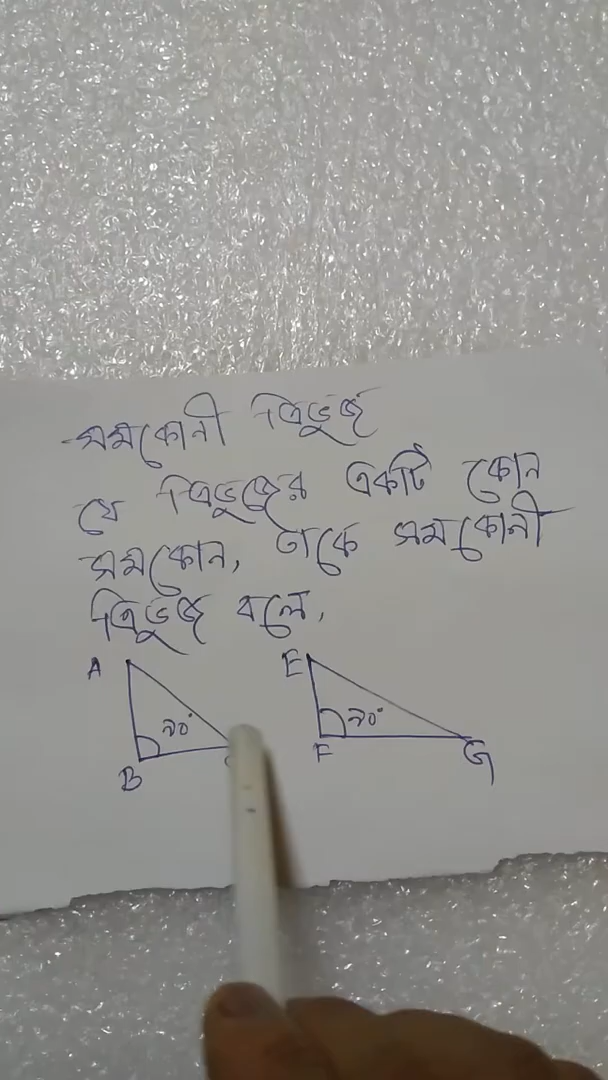 সমকোনী ত্রিভুজ
যে ত্রিভুজের একটি কোন
সমকোন, তাকে সমকোনী
ত্রিভুজ বলে,
A E
৯০° ৯০°
B F G